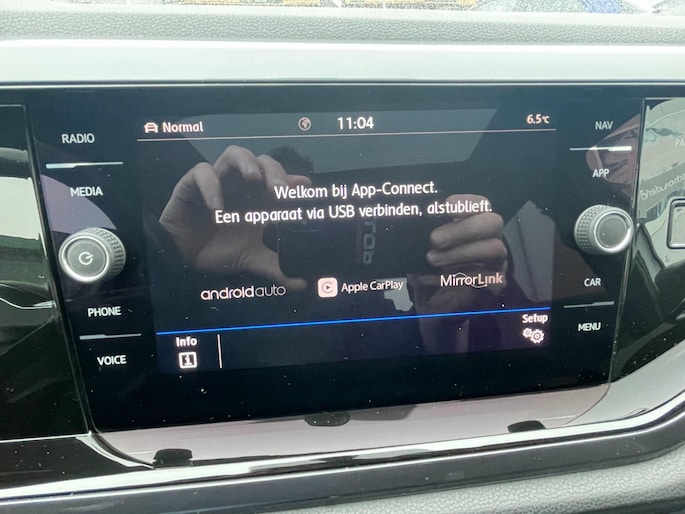 RADIO
MEDIA
PHONE
VOICE
Normal
11:04
6.5°C
Welkom bij App-Connect.
Een apparaat via USB verbinden, alstublieft.
androidauto
Apple CarPlay
MirrorLink
Info
Setup
NAV
APP
CAR
MENU